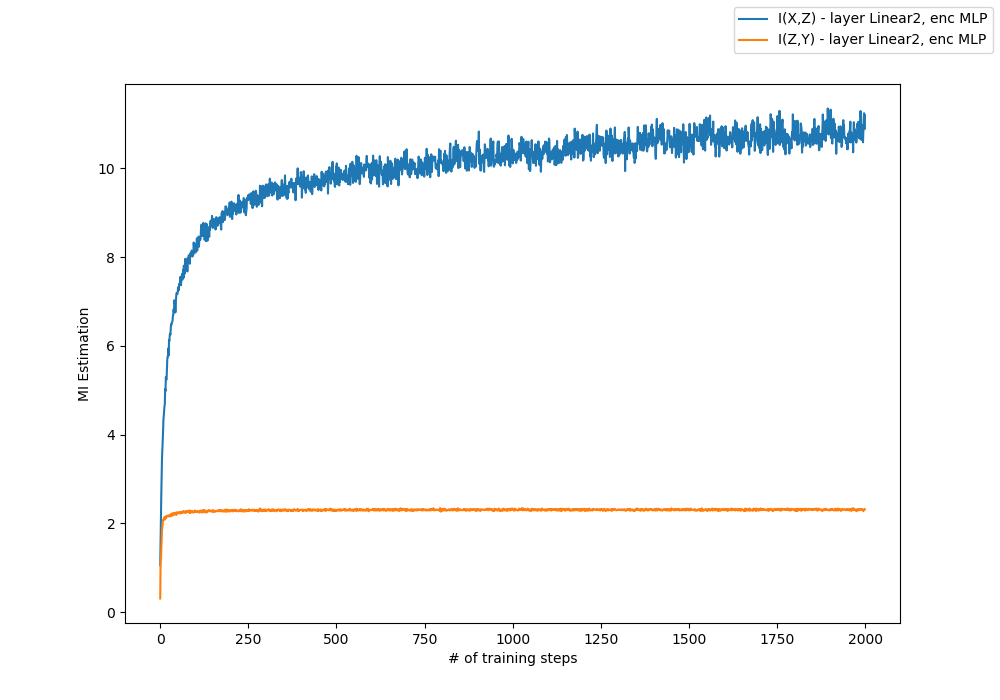 I(X,Z) - layer Linear2, enc MLP
I(Z,Y) - layer Linear2, enc MLP
10
8
6
4
2
0
MI Estimation
0 250 500 750 1000 1250 1500 1750 2000
# of training steps